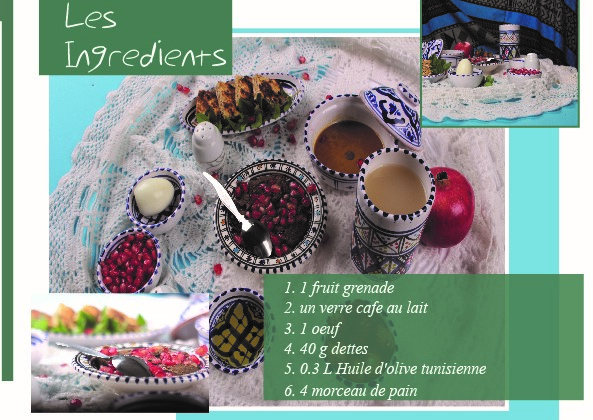 Les
Ingredients
1. 1 fruit grenade
2. un verre cafe au lait
3. 1 oeuf
4. 40 g dettes
5. 0.3 L Huile d'olive tunisienne
6. 4 morceau de pain